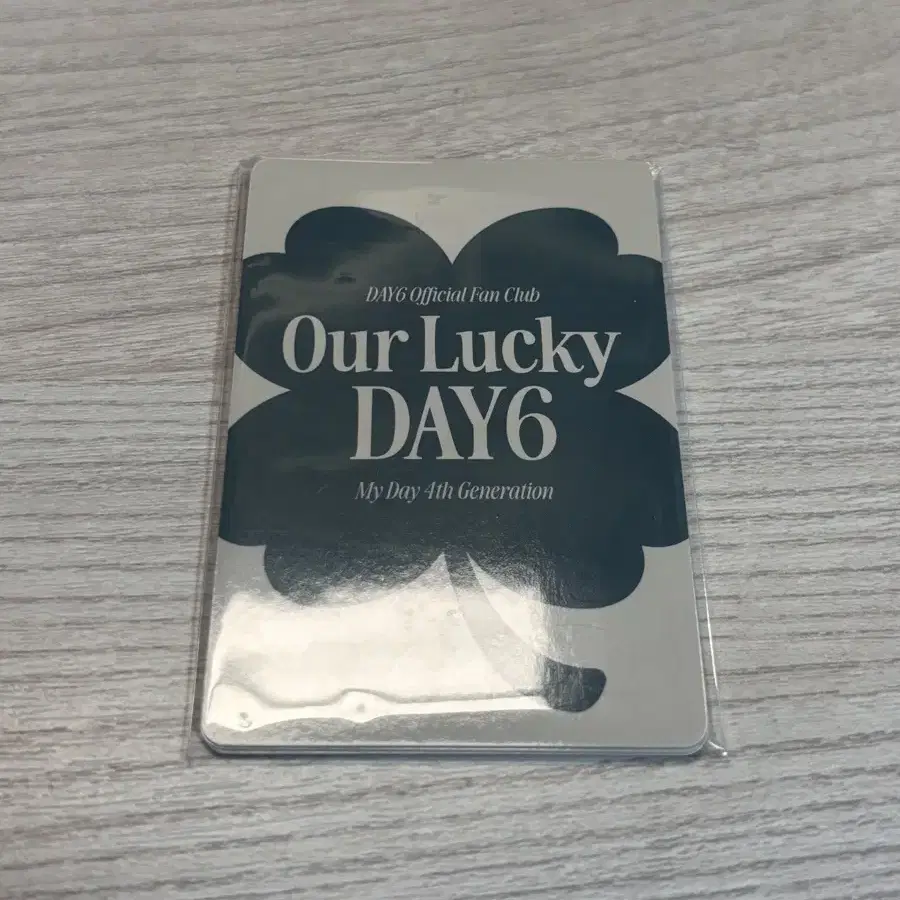 DAY6 Official Fan Club
Our Lucky
DAY6
My Day 4th Generation